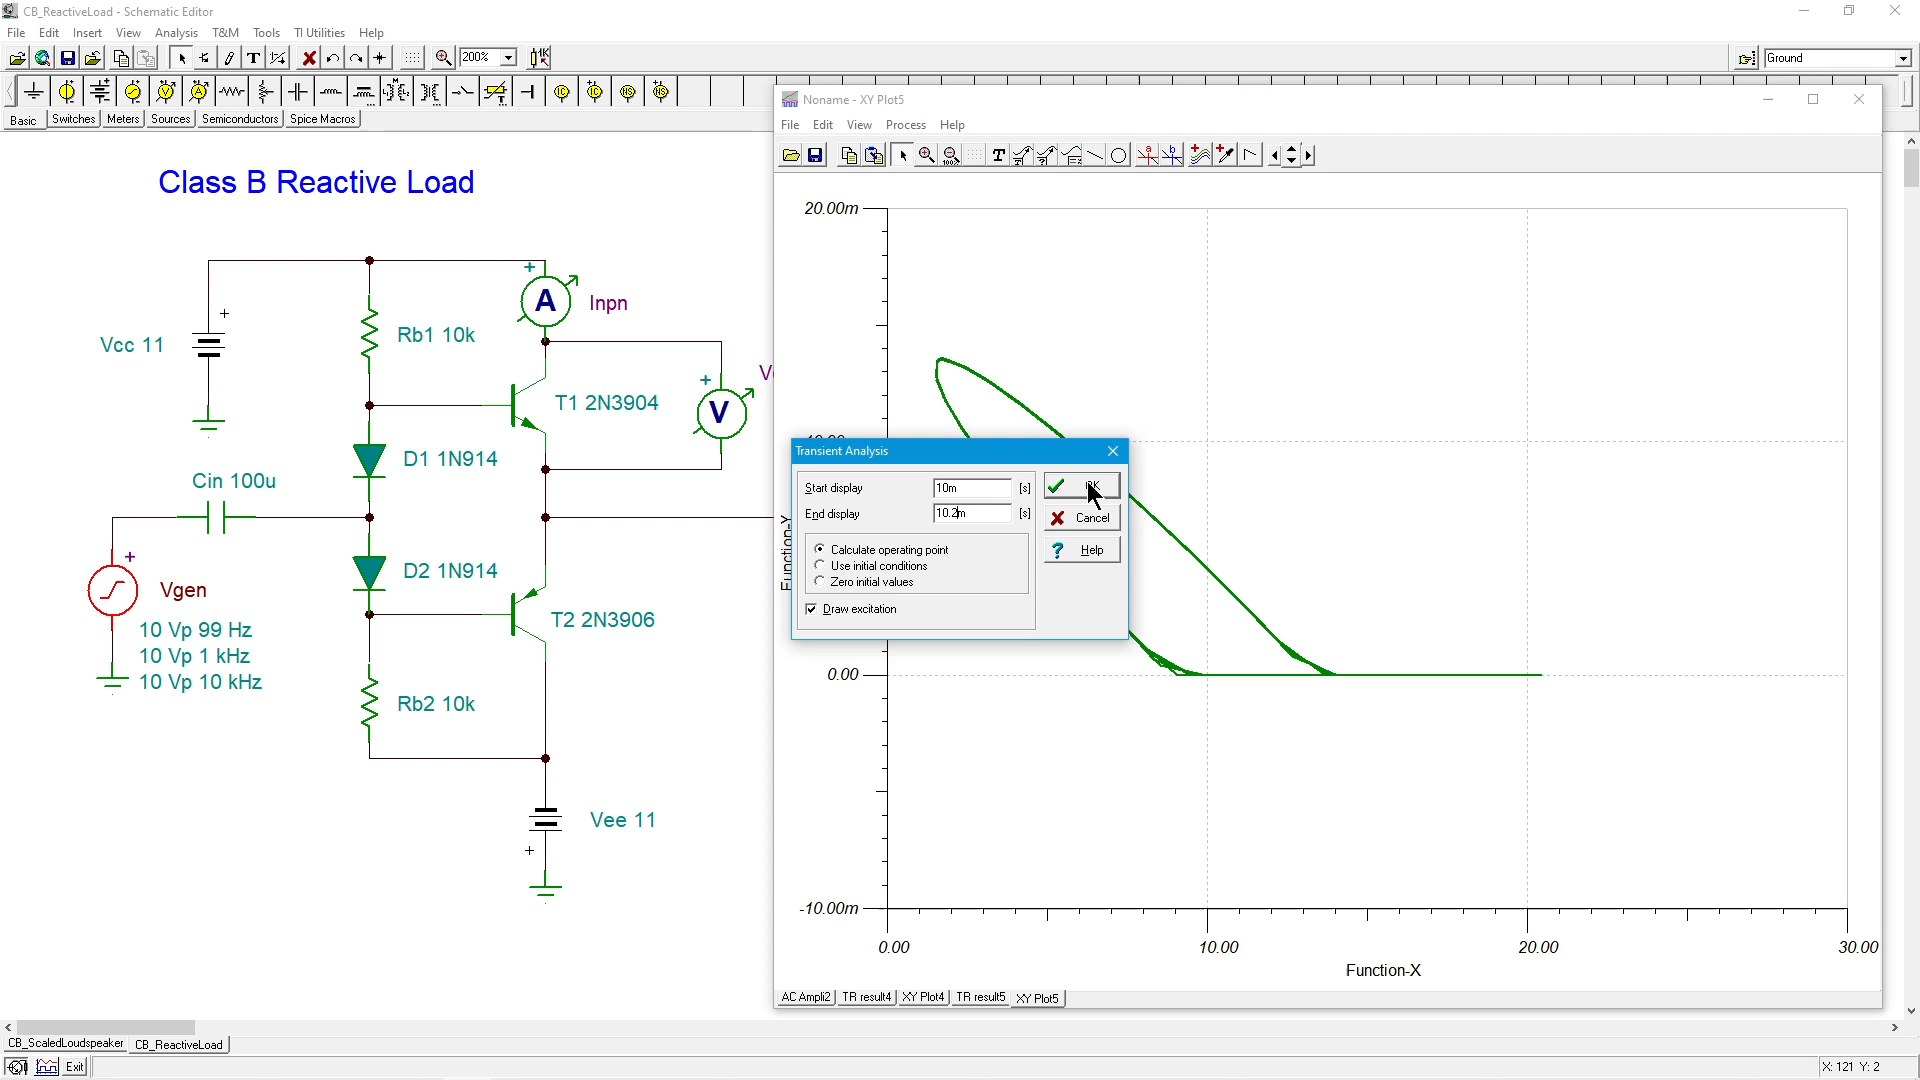 CB_ReactiveLoad - Schematic Editor
File Edit Insert View Analysis T&M Tools TI Utilities Help
200%
1K
Ground
Basic Switches Meters Sources Semiconductors Spice Macros
Noname - XY Plot5
File Edit View Process Help
Class B Reactive Load
Vcc 11
Rb1 10k
A
Inpn
T1 2N3904
V
D1 1N914
Cin 100u
D2 1N914
Vgen
10 Vp 99 Hz
10 Vp 1 kHz
10 Vp 10 kHz
T2 2N3906
Rb2 10k
Vee 11
20.00m
0.00
-10.00m
0.00 10.00 20.00 30.00
Function-X
Transient Analysis
Start display 10m [s]
End display 10.2m [s]
OK
Cancel
Help
Calculate operating point
Use initial conditions
Zero initial values
Draw excitation
AC Ampli2 TR result4 XY Plot4 TR result5 XY Plot5
CB_ScaledLoudspeaker CB_ReactiveLoad
Exit
X: 121 Y: 2